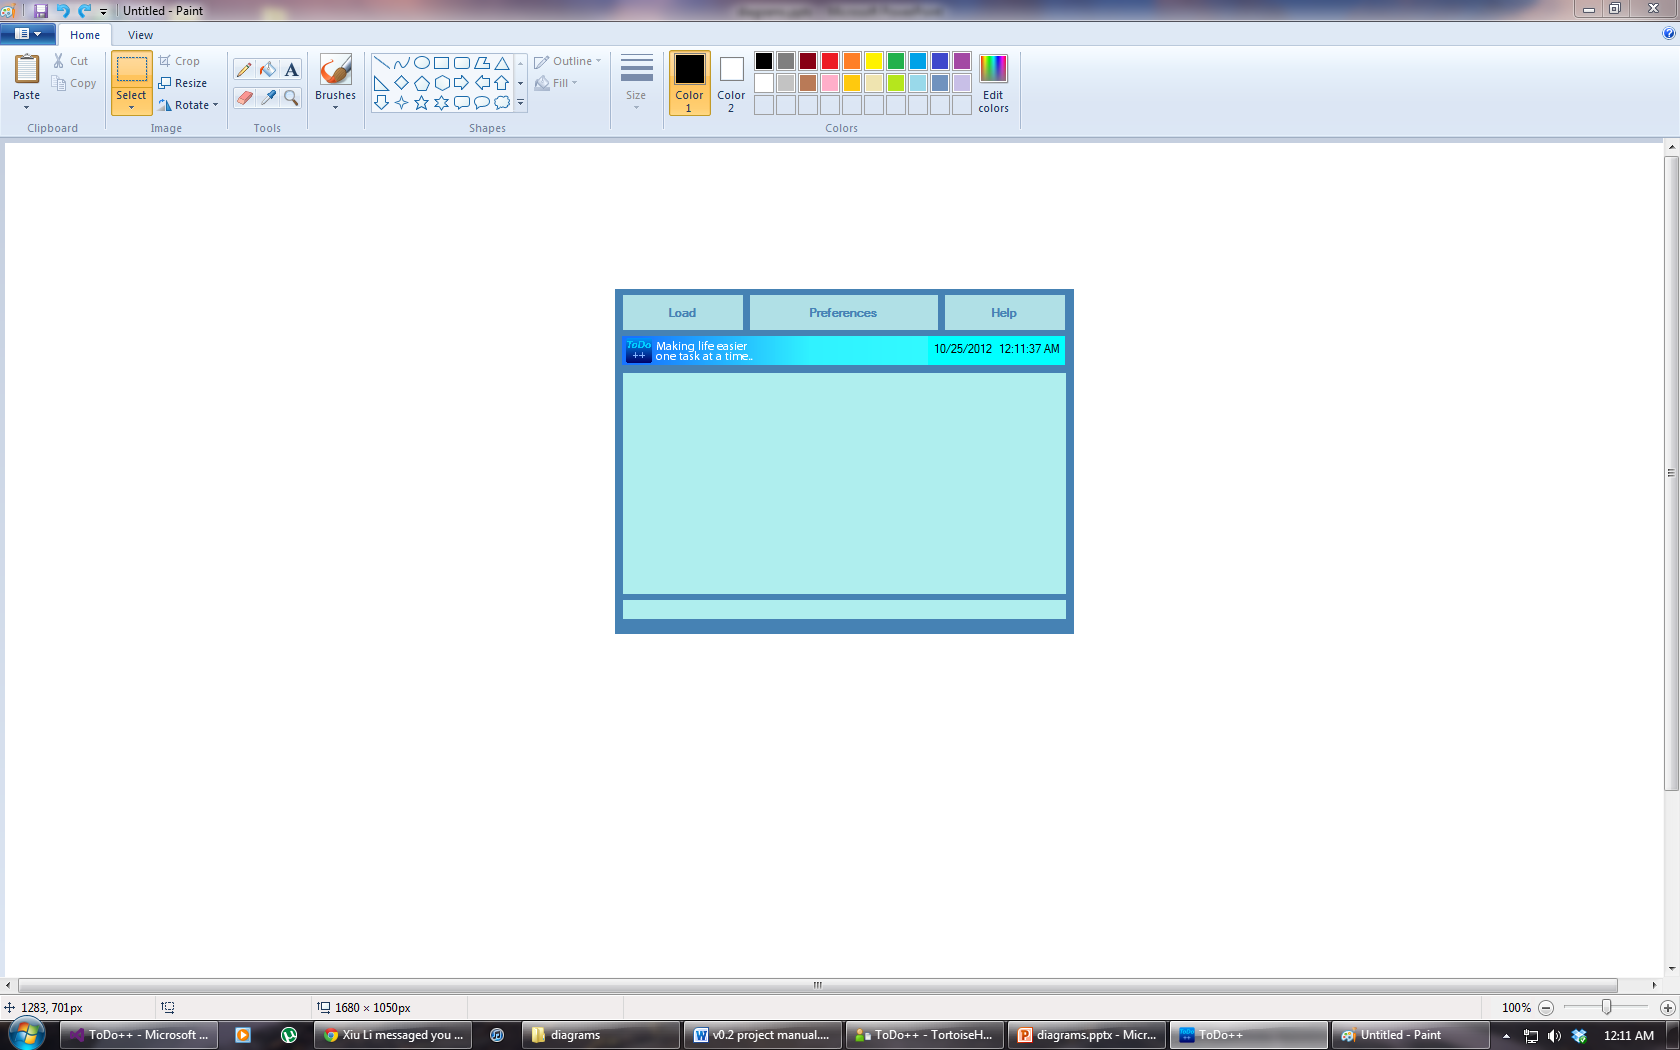 Untitled - Paint
Home View
Paste
Cut
Copy
Clipboard
Select
Crop
Resize
Rotate
Image
A
Tools
Brushes
Shapes
Outline
Fill
Size
Color 1
Color 2
Edit colors
Colors
Load Preferences Help
ToDo ++
Making life easier
one task at a time..
10/25/2012 12:11:37 AM
1283, 701px
1680 × 1050px
100%
ToDo++ - Microsoft ...
Xiu Li messaged you ...
diagrams
v0.2 project manual....
ToDo++ - TortoiseH...
diagrams.pptx - Micr...
ToDo++
Untitled - Paint
12:11 AM